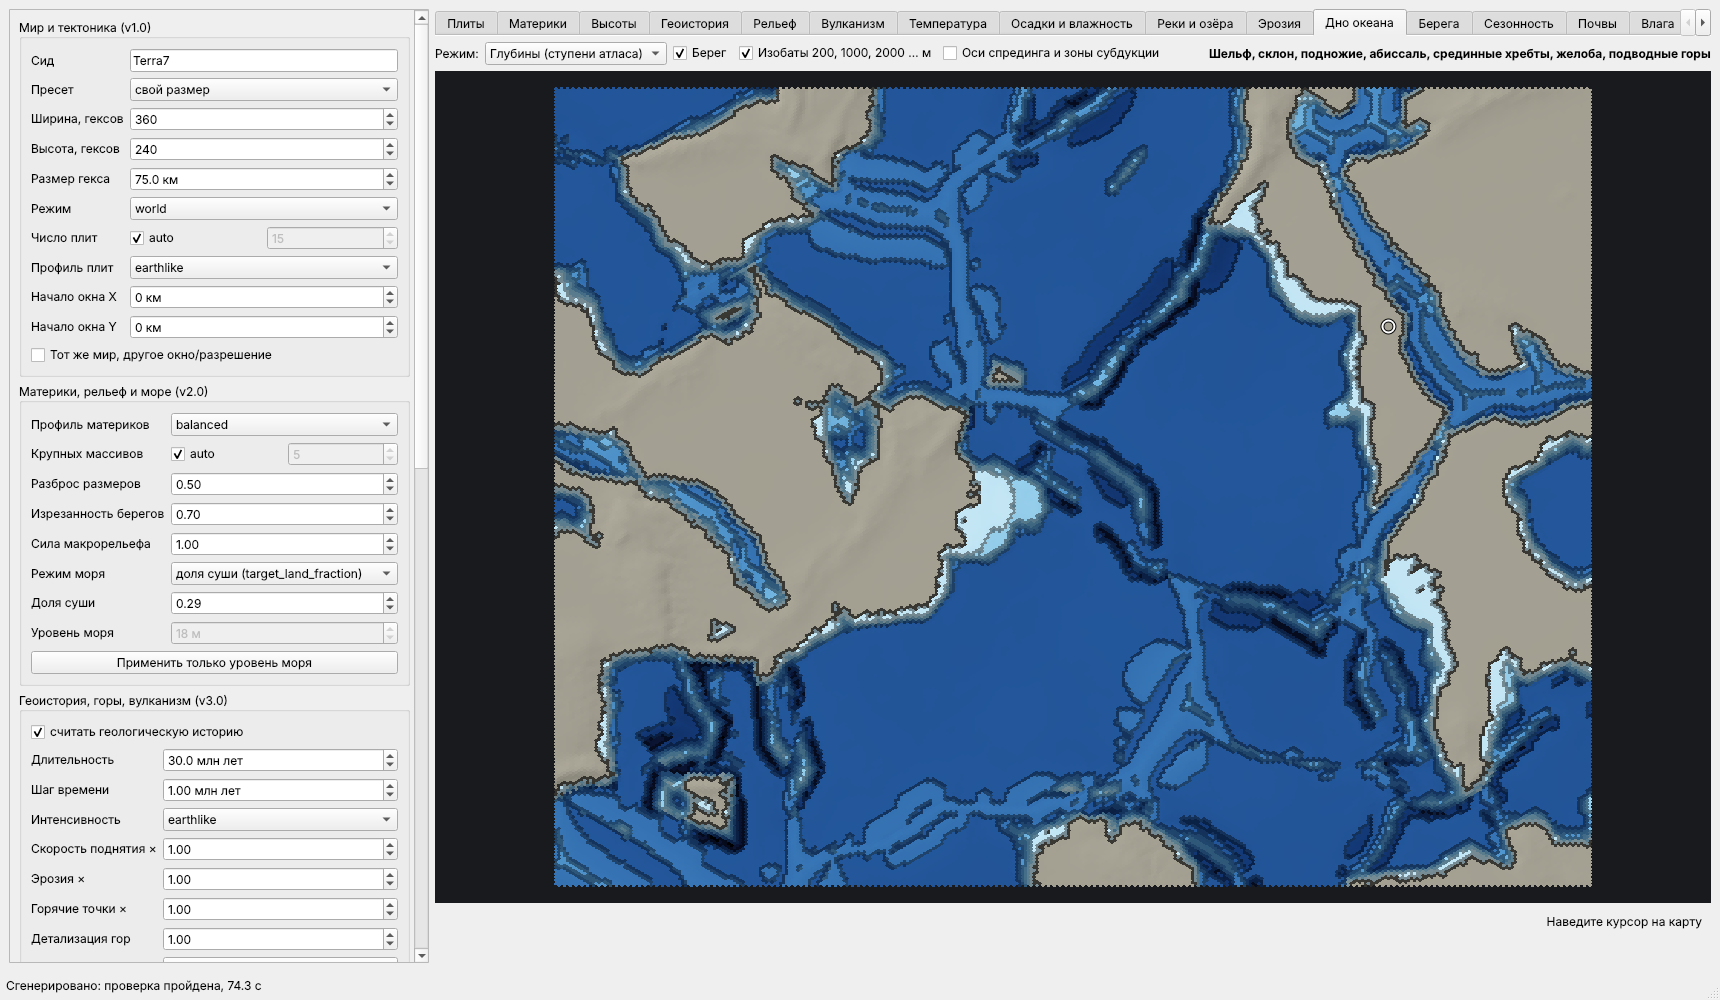 Мир и тектоника (v1.0)
Сид
Terra7
Пресет
свой размер
Ширина, гексов
360
Высота, гексов
240
Размер гекса
75.0 км
Режим
world
Число плит
auto
15
Профиль плит
earthlike
Начало окна X
0 км
Начало окна Y
0 км
Тот же мир, другое окно/разрешение
Материки, рельеф и море (v2.0)
Профиль материков
balanced
Крупных массивов
auto
5
Разброс размеров
0.50
Изрезанность берегов
0.70
Сила макрорельефа
1.00
Режим моря
доля суши (target_land_fraction)
Доля суши
0.29
Уровень моря
18 м
Применить только уровень моря
Геоистория, горы, вулканизм (v3.0)
считать геологическую историю
Длительность
30.0 млн лет
Шаг времени
1.00 млн лет
Интенсивность
earthlike
Скорость поднятия ×
1.00
Эрозия ×
1.00
Горячие точки ×
1.00
Детализация гор
1.00
Сгенерировано: проверка пройдена, 74.3 с
Плиты
Материки
Высоты
Геоистория
Рельеф
Вулканизм
Температура
Осадки и влажность
Реки и озёра
Эрозия
Дно океана
Берега
Сезонность
Почвы
Влага
Режим:
Глубины (ступени атласа)
Берег
Изобаты 200, 1000, 2000 ... м
Оси спрединга и зоны субдукции
Шельф, склон, подножие, абиссаль, срединные хребты, желоба, подводные горы
Наведите курсор на карту